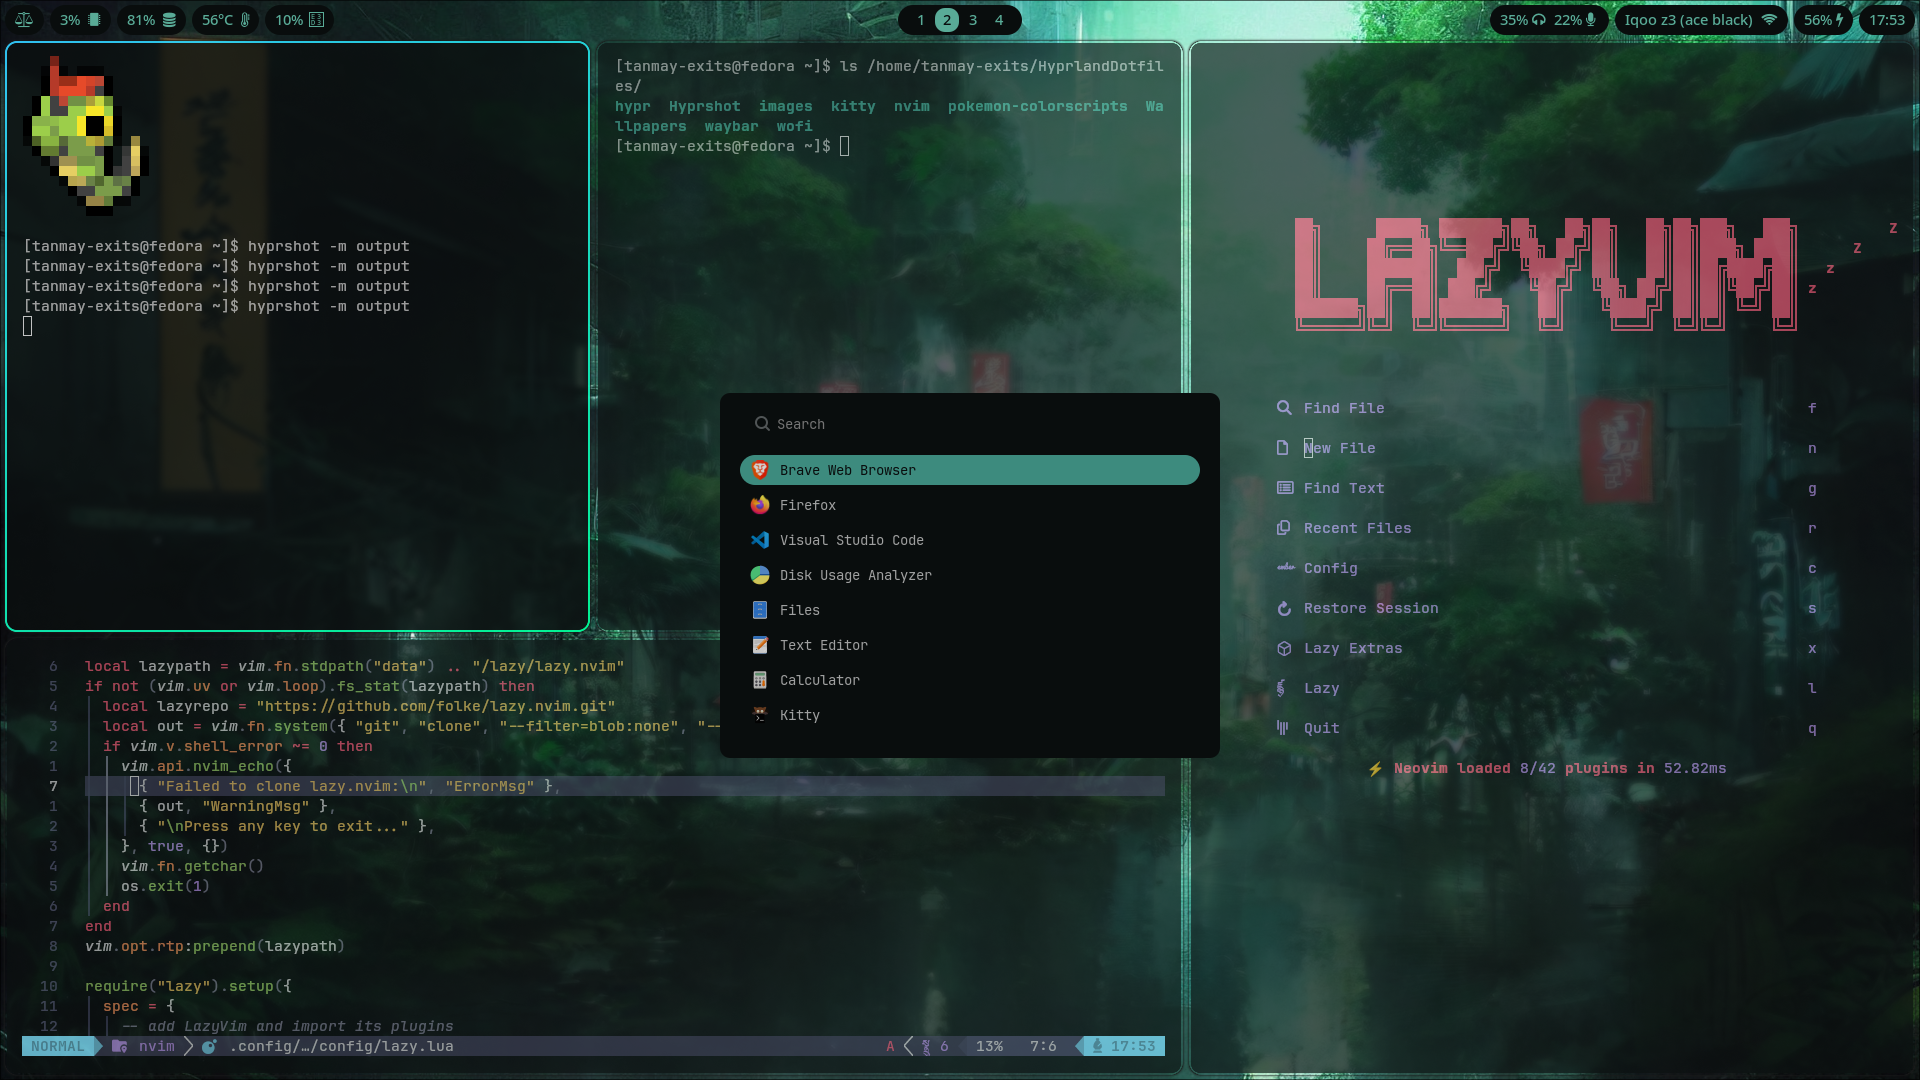 3% 81% 56°C 10%
1 2 3 4
35% 22% Iqoo z3 (ace black) 56% 17:53
[tanmay-exits@fedora ~]$ hyprshot -m output
[tanmay-exits@fedora ~]$ hyprshot -m output
[tanmay-exits@fedora ~]$ hyprshot -m output
[tanmay-exits@fedora ~]$ hyprshot -m output
[tanmay-exits@fedora ~]$ ls /home/tanmay-exits/HyprlandDotfil
es/
hypr Hyprshot images kitty nvim pokemon-colorscripts Wa
llpapers waybar wofi
[tanmay-exits@fedora ~]$
LAZYVIM z z z z
Find File f
New File n
Find Text g
Recent Files r
Config c
Restore Session s
Lazy Extras x
Lazy l
Quit q
⚡ Neovim loaded 8/42 plugins in 52.82ms
Search
Brave Web Browser
Firefox
Visual Studio Code
Disk Usage Analyzer
Files
Text Editor
Calculator
Kitty
6 local lazypath = vim.fn.stdpath("data") .. "/lazy/lazy.nvim"
5 if not (vim.uv or vim.loop).fs_stat(lazypath) then
4 local lazyrepo = "https://github.com/folke/lazy.nvim.git"
3 local out = vim.fn.system({ "git", "clone", "--filter=blob:none", "--
2 if vim.v.shell_error ~= 0 then
1 vim.api.nvim_echo({
7 { "Failed to clone lazy.nvim:\n", "ErrorMsg" },
1 { out, "WarningMsg" },
2 { "\nPress any key to exit..." },
3 }, true, {})
4 vim.fn.getchar()
5 os.exit(1)
6 end
7 end
8 vim.opt.rtp:prepend(lazypath)
9
10 require("lazy").setup({
11 spec = {
12 -- add LazyVim and import its plugins
NORMAL nvim .config/…/config/lazy.lua A 6 13% 7:6 17:53